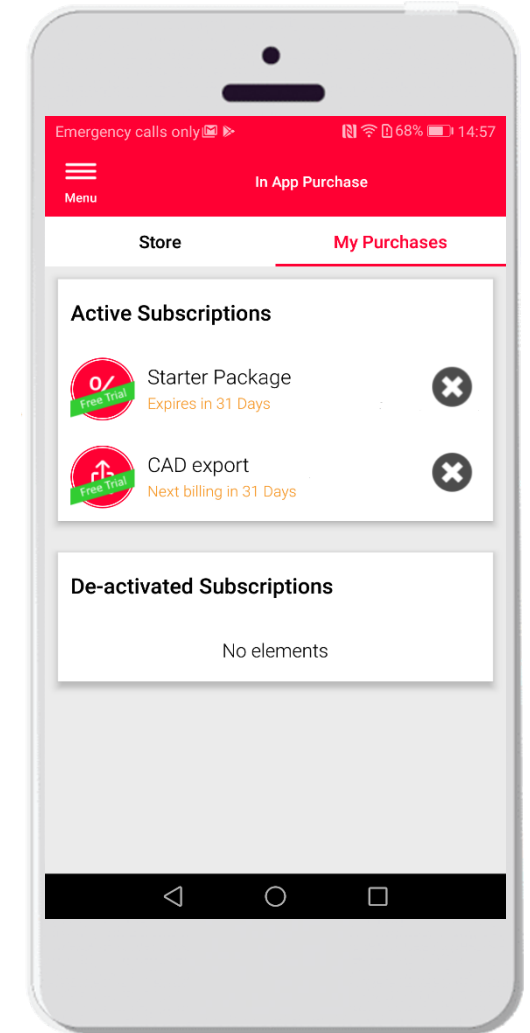 Emergency calls only 68% 14:57
Menu
In App Purchase
Store My Purchases
Active Subscriptions
Free Trial
Starter Package
Expires in 31 Days
Free Trial
CAD export
Next billing in 31 Days
De-activated Subscriptions
No elements